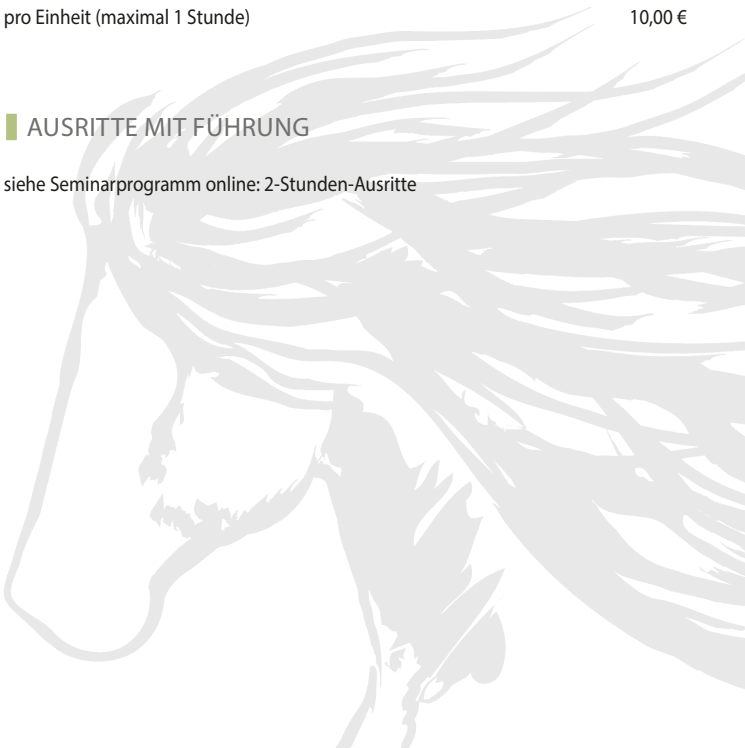 pro Einheit (maximal 1 Stunde) 10,00 €
AUSRITTE MIT FÜHRUNG
siehe Seminarprogramm online: 2-Stunden-Ausritte